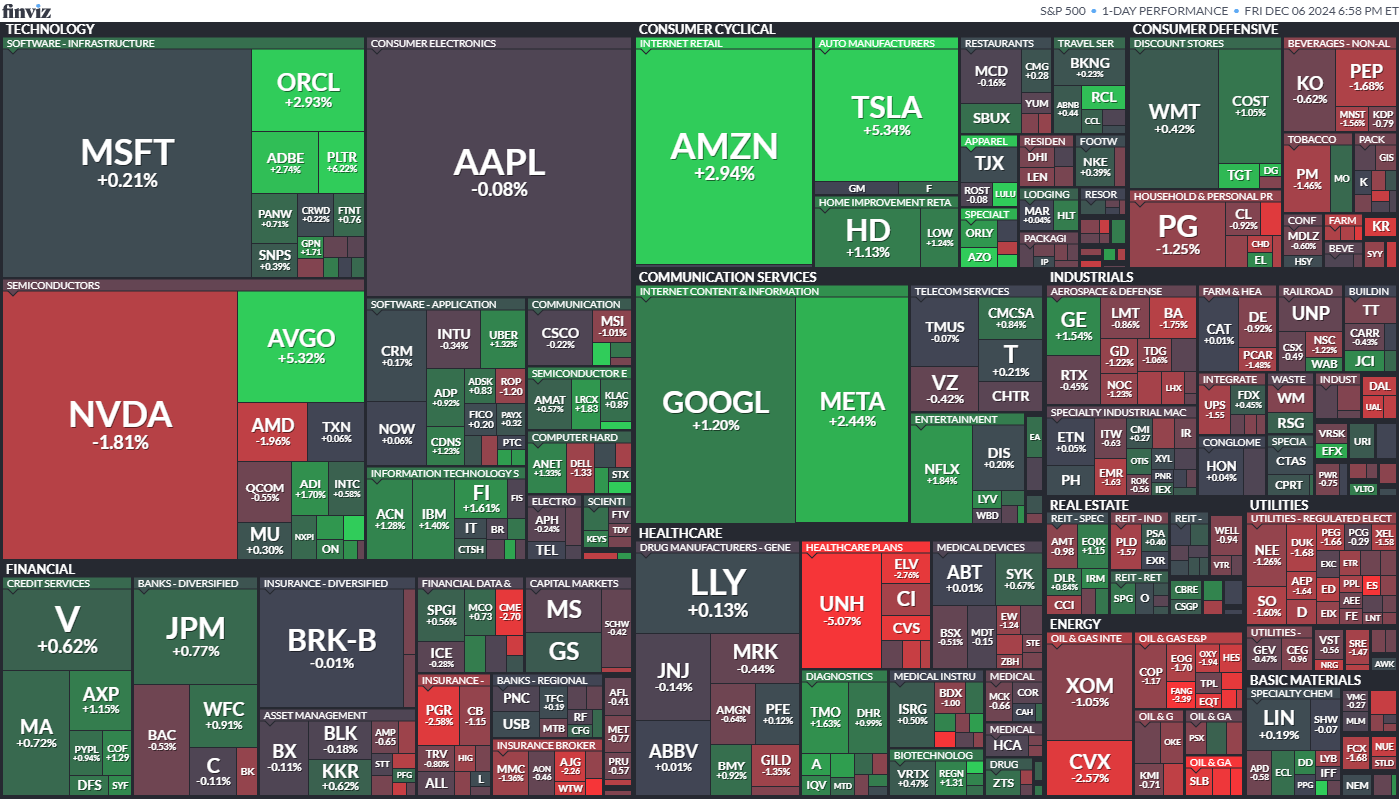 finviz
S&P 500 • 1-DAY PERFORMANCE • FRI DEC 06 2024 6:58 PM ET
TECHNOLOGY
SOFTWARE - INFRASTRUCTURE
MSFT
+0.21%
ORCL
+2.93%
ADBE
+2.74%
PLTR
+6.22%
PANW
+0.71%
CRWD
+0.22%
FTNT
+0.76
SNPS
+0.39%
GPN
+1.71
CONSUMER ELECTRONICS
AAPL
-0.08%
SEMICONDUCTORS
NVDA
-1.81%
AVGO
+5.32%
AMD
-1.96%
TXN
+0.06%
QCOM
-0.55%
ADI
+1.70%
INTC
+0.58%
MU
+0.30%
NXPI
ON
SOFTWARE - APPLICATION
CRM
+0.17%
INTU
-0.34%
UBER
+1.32%
NOW
+0.06%
ADP
+0.92%
ADSK
+0.83
ROP
-1.20
FICO
+0.20
PAYX
+0.32
CDNS
+1.23%
PTC
COMMUNICATION
CSCO
-0.22%
MSI
-1.01%
SEMICONDUCTOR E
AMAT
+0.57%
LRCX
+1.83
KLAC
+0.89
COMPUTER HARD
ANET
+1.93%
DELL
-1.33
STX
INFORMATION TECHNOLOGY S
ACN
+1.28%
IBM
+1.40%
FI
+1.61%
FIS
IT
BR
CTSH
ELECTRO
APH
-0.24%
TEL
SCIENTI
FTV
TDY
KEYS
CONSUMER CYCLICAL
INTERNET RETAIL
AMZN
+2.94%
AUTO MANUFACTURERS
TSLA
+5.34%
GM
F
HOME IMPROVEMENT RETA
HD
+1.13%
LOW
+1.24%
RESTAURANTS
MCD
-0.16%
CMG
+0.28
SBUX
YUM
TRAVEL SER
BKNG
+0.23%
ABNB
+0.44
RCL
CCL
APPAREL
TJX
ROST
-0.08
LULU
RESIDEN
DHI
LEN
FOOTW
NKE
+0.39%
SPECIALT
ORLY
AZO
LODGING
MAR
+0.04%
HLT
RESOR
PACKAGI
IP
CONSUMER DEFENSIVE
DISCOUNT STORES
WMT
+0.42%
COST
+1.05%
TGT
DG
BEVERAGES - NON-AL
KO
-0.62%
PEP
-1.68%
MNST
-1.56%
KDP
-0.79
TOBACCO
PM
-1.46%
MO
PACK
GIS
K
HOUSEHOLD & PERSONAL PR
PG
-1.25%
CL
-0.92%
CHD
EL
CONF
MDLZ
-0.60%
HSY
FARM
BEVE
KR
SYY
COMMUNICATION SERVICES
INTERNET CONTENT & INFORMATION
GOOGL
+1.20%
META
+2.44%
TELECOM SERVICES
TMUS
-0.07%
CMCSA
+0.84%
T
+0.21%
VZ
-0.42%
CHTR
ENTERTAINMENT
NFLX
+1.84%
DIS
+0.20%
LYV
WBD
EA
INDUSTRIALS
AEROSPACE & DEFENSE
GE
+1.54%
LMT
-0.86%
BA
-1.75%
RTX
-0.45%
GD
-1.22%
TDG
-1.06%
NOC
-1.23%
LHX
FARM & HEA
CAT
+0.01%
DE
-0.92%
PCAR
-1.48%
RAILROAD
UNP
CSX
-0.49
NSC
-1.22%
WAB
BUILDIN
TT
CARR
-0.43%
JCI
SPECIALTY INDUSTRIAL MAC
ETN
+0.05%
ITW
-0.63
CMI
+0.27
IR
PH
EMR
-1.63
OTIS
XYL
ROK
-0.56
PNR
IEX
INTEGRATE
UPS
-1.55
FDX
+0.45%
WASTE
WM
RSG
INDUST
DAL
UAL
CONGLOME
HON
+0.04%
SPECIA
CTAS
CPRT
VRSK
EFX
URI
PWR
-0.75
VLTO
HEALTHCARE
DRUG MANUFACTURERS - GENE
LLY
+0.13%
JNJ
-0.14%
MRK
-0.44%
ABBV
+0.01%
AMGN
-0.64%
PFE
+0.12%
BMY
+0.92%
GILD
-1.35%
HEALTHCARE PLANS
UNH
-5.07%
ELV
-2.76%
CI
CVS
MEDICAL DEVICES
ABT
+0.01%
SYK
+0.67%
BSX
-0.51%
MDT
-0.15
EW
-1.24
STE
ZBH
DIAGNOSTICS
TMO
+1.63%
DHR
+0.99%
A
IQV
MTD
MEDICAL INSTRU
ISRG
+0.50%
BDX
-1.00
MEDICAL
MCK
-0.66
COR
CAH
MEDICAL
HCA
BIOTECHNOLOG
VRTX
+0.47%
REGN
+1.31
DRUG
ZTS
REAL ESTATE
REIT - SPEC
AMT
-0.98
EQIX
+1.15
DLR
+0.84%
IRM
CCI
REIT - IND
PLD
-1.57
PSA
+0.40
EXR
REIT -
WELL
-0.94
VTR
REIT - RET
SPG
O
CBRE
CSGP
UTILITIES
UTILITIES - REGULATED ELECT
NEE
-1.26%
DUK
-1.68
PEG
-1.66
PCG
-0.29
XEL
-1.58
SO
-1.60%
AEP
-1.64
EXC
ETR
D
ED
PPL
ES
AEE
EIX
FE
LNT
UTILITIES -
GEV
-0.47%
CEG
-0.96
VST
-0.56
NRG
SRE
-1.47
AWK
ENERGY
OIL & GAS INTE
XOM
-1.05%
CVX
-2.57%
OIL & GAS E&P
COP
-1.17
EOG
-1.70
OXY
-1.94
HES
FANG
-3.39
TPL
EQT
OIL & G
OKE
KMI
-0.71
OIL & GA
PSX
OIL & GA
SLB
BASIC MATERIALS
SPECIALTY CHEM
LIN
+0.19%
SHW
-0.07
APD
-0.58
ECL
DD
LYB
IFF
PPG
VMC
-0.27
MLM
FCX
-1.68
NUE
STLD
NEM
FINANCIAL
CREDIT SERVICES
V
+0.62%
MA
+0.72%
AXP
+1.15%
PYPL
+0.94%
COF
+1.29
DFS
SYF
BANKS - DIVERSIFIED
JPM
+0.77%
BAC
-0.53%
WFC
+0.91%
C
-0.11%
BK
INSURANCE - DIVERSIFIED
BRK-B
-0.01%
ASSET MANAGEMENT
BX
-0.11%
BLK
-0.18%
KKR
+0.62%
AMP
-0.65
STT
PFG
FINANCIAL DATA &
SPGI
+0.56%
MCO
+0.73
CME
-2.70
ICE
-0.28%
CAPITAL MARKETS
MS
GS
SCHW
-0.42
INSURANCE -
PGR
-2.58%
CB
-1.15
TRV
-0.80%
HIG
ALL
L
BANKS - REGIONAL
PNC
TFC
+0.19
USB
MTB
RF
CFG
INSURANCE BROKER
MMC
-1.36%
AON
-0.46
AJG
-2.26
WTW
AFL
-0.41
MET
-0.77
PRU
-0.57